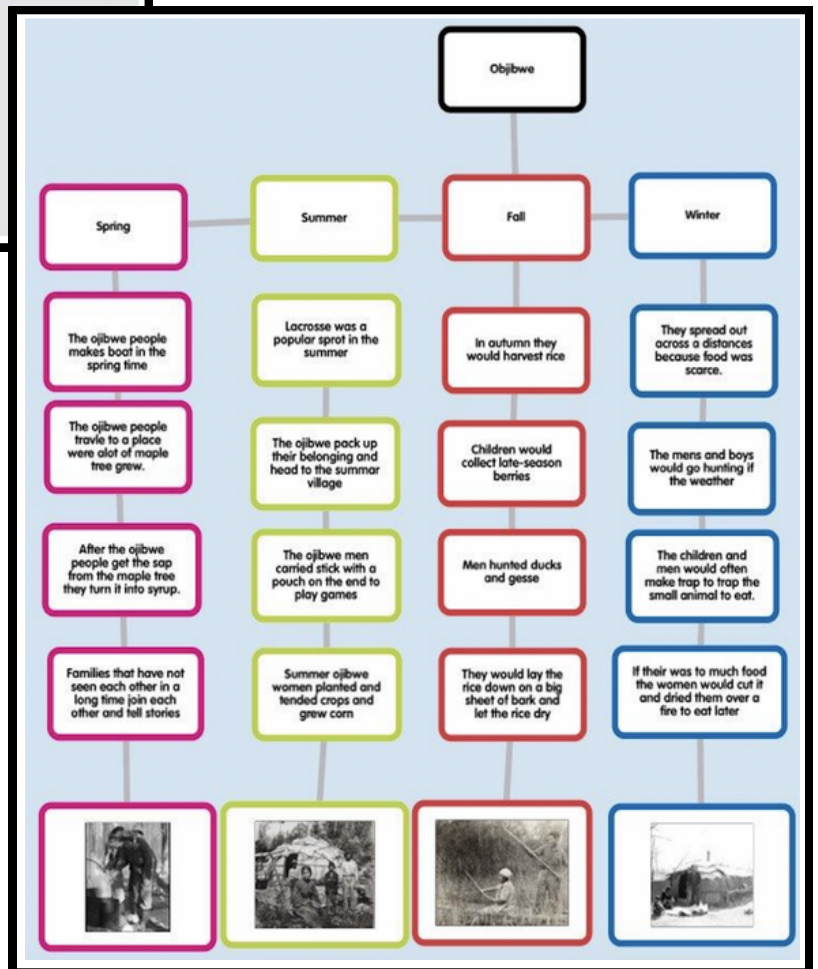 Objibwe
Spring
Summer
Fall
Winter
The ojibwe people
makes boat in the
spring time
The ojibwe people
travle to a place
were alot of maple
tree grew.
After the ojibwe
people get the sap
from the maple tree
they turn it into syrup.
Families that have not
seen each other in a
long time join each
other and tell stories
Lacrosse was a
popular sprot in the
summer
The ojibwe pack up
their belonging and
head to the summar
village
The ojibwe men
carried stick with a
pouch on the end to
play games
Summer ojibwe
women planted and
tended crops and
grew corn
In autumn they
would harvest rice
Children would
collect late-season
berries
Men hunted ducks
and gesse
They would lay the
rice down on a big
sheet of bark and
let the rice dry
They spread out
across a distances
because food was
scarce.
The mens and boys
would go hunting if
the weather
The children and
men would often
make trap to trap the
small animal to eat.
If their was to much food
the women would cut it
and dried them over a
fire to eat later